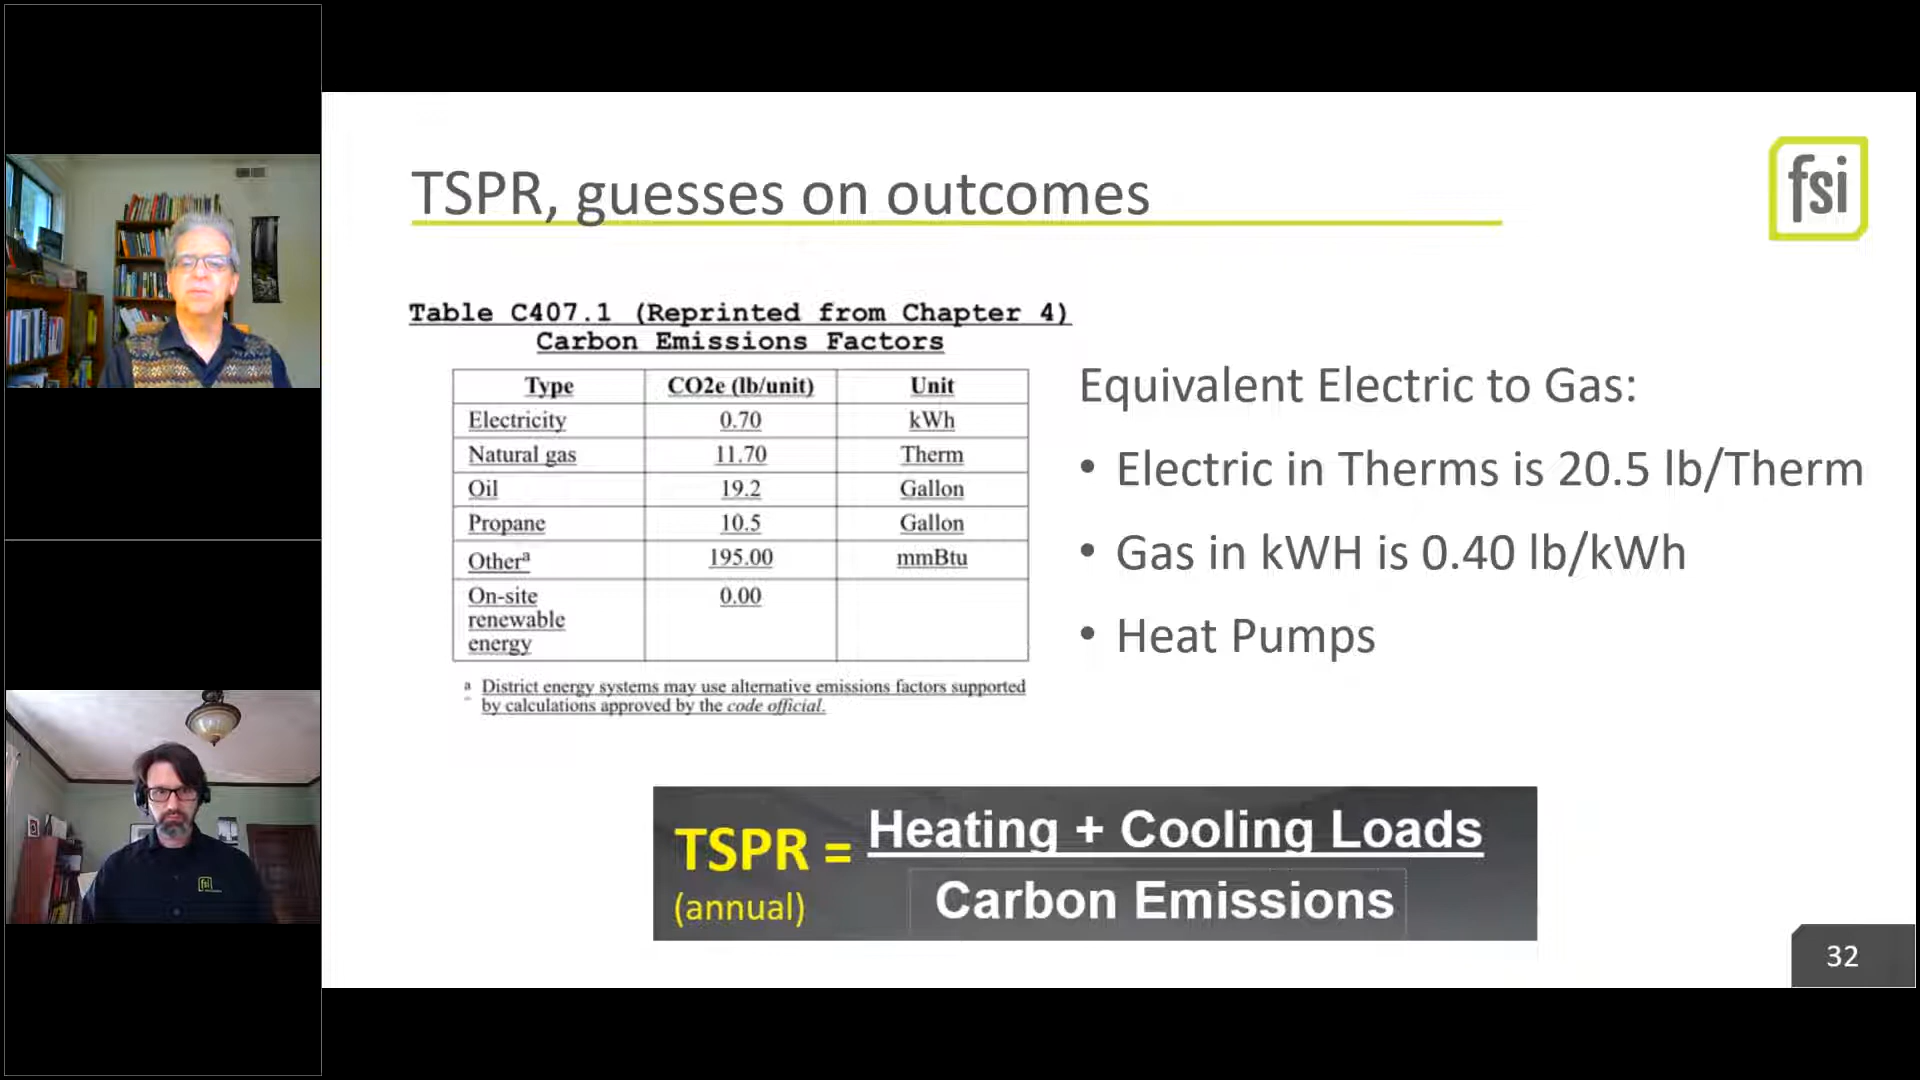 TSPR, guesses on outcomes
fsi
Table C407.1 (Reprinted from Chapter 4)
Carbon Emissions Factors
Type CO2e (lb/unit) Unit
Electricity 0.70 kWh
Natural gas 11.70 Therm
Oil 19.2 Gallon
Propane 10.5 Gallon
Otherᵃ 195.00 mmBtu
On-site 0.00
renewable
energy
ᵃ District energy systems may use alternative emissions factors supported
by calculations approved by the code official.
Equivalent Electric to Gas:
• Electric in Therms is 20.5 lb/Therm
• Gas in kWH is 0.40 lb/kWh
• Heat Pumps
TSPR = Heating + Cooling Loads
(annual) Carbon Emissions
32
fsi